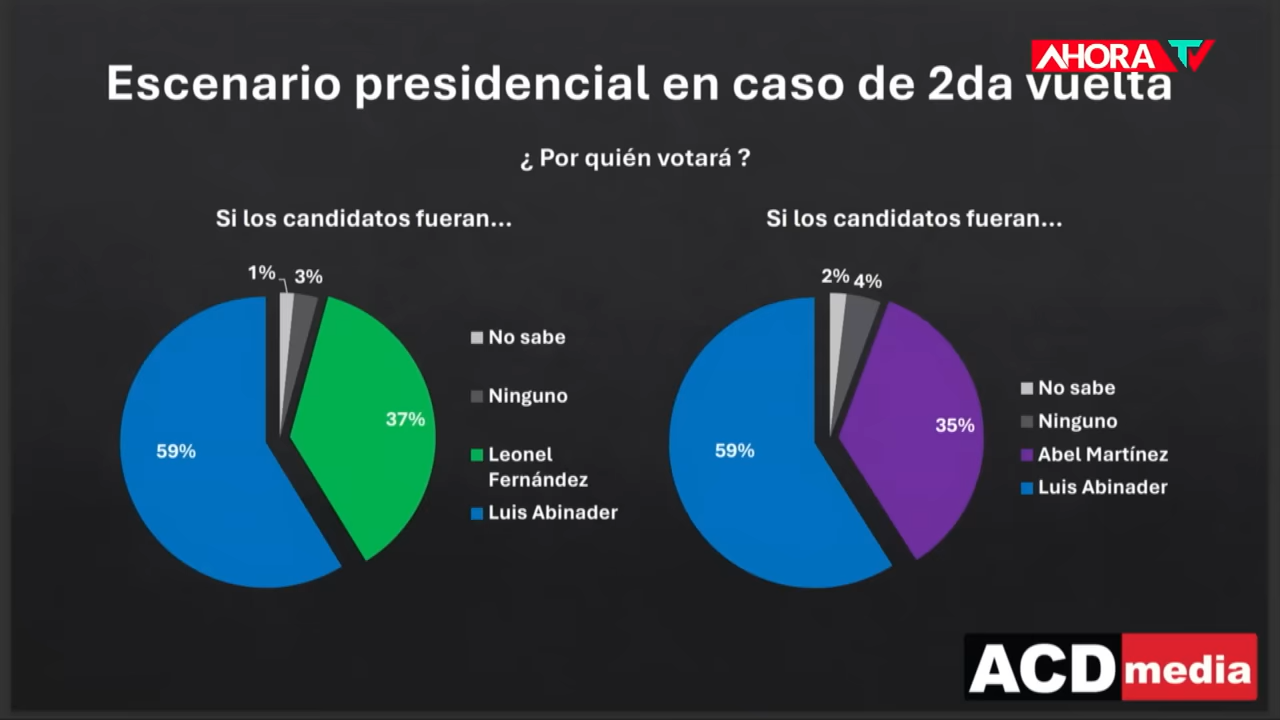 AHORA TV
Escenario presidencial en caso de 2da vuelta
¿ Por quién votará ?
Si los candidatos fueran...
1% 3%
37%
59%
No sabe
Ninguno
Leonel
Fernández
Luis Abinader
Si los candidatos fueran...
2% 4%
35%
59%
No sabe
Ninguno
Abel Martínez
Luis Abinader
ACD media